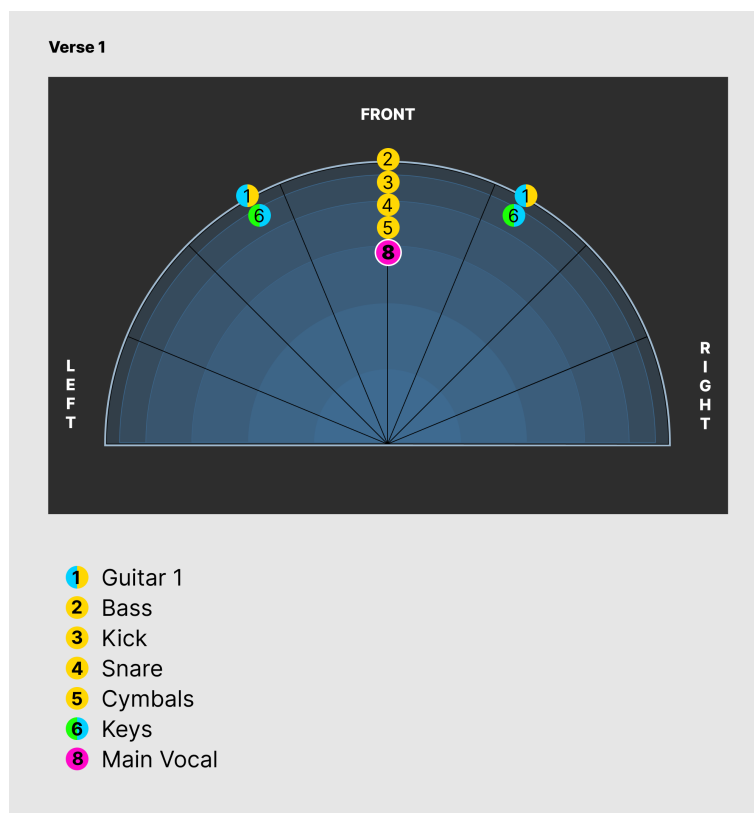 Verse 1
FRONT
2
1
3
1
6
4
6
5
8
LEFT
RIGHT
1 Guitar 1
2 Bass
3 Kick
4 Snare
5 Cymbals
6 Keys
8 Main Vocal